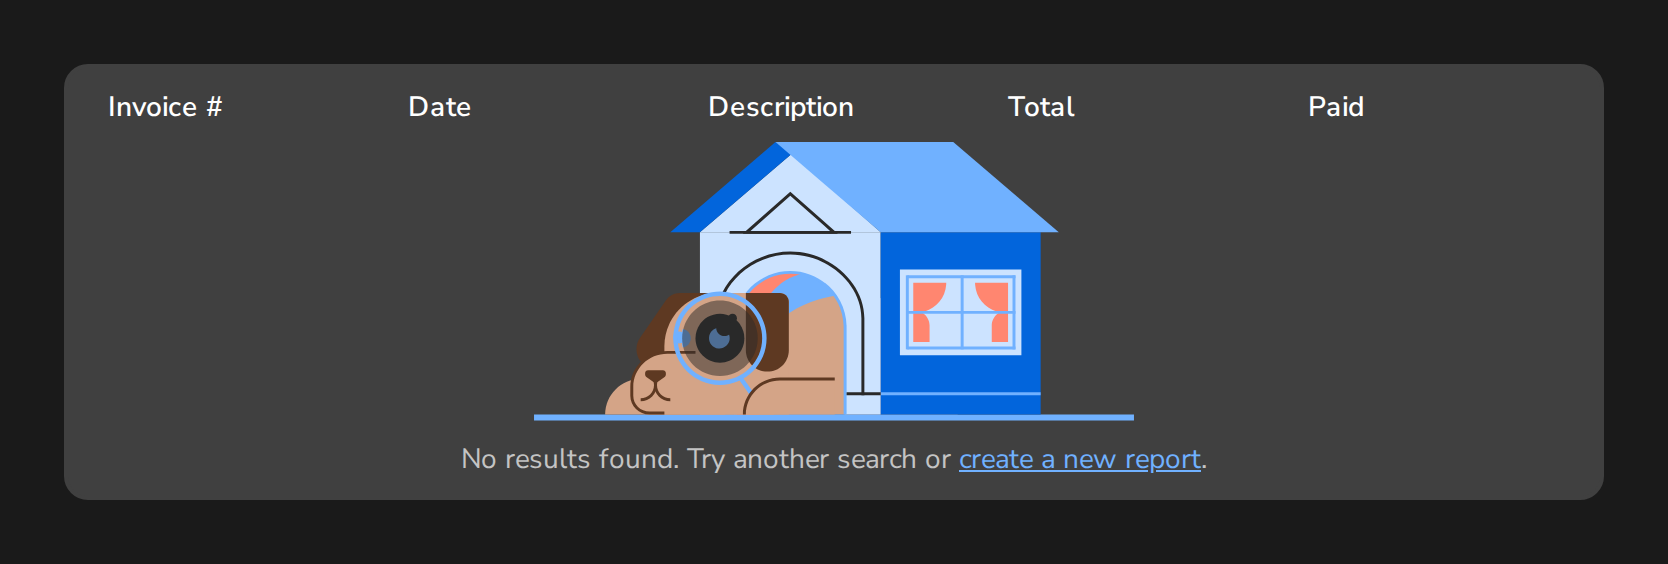 Invoice # Date Description Total Paid
No results found. Try another search or create a new report.